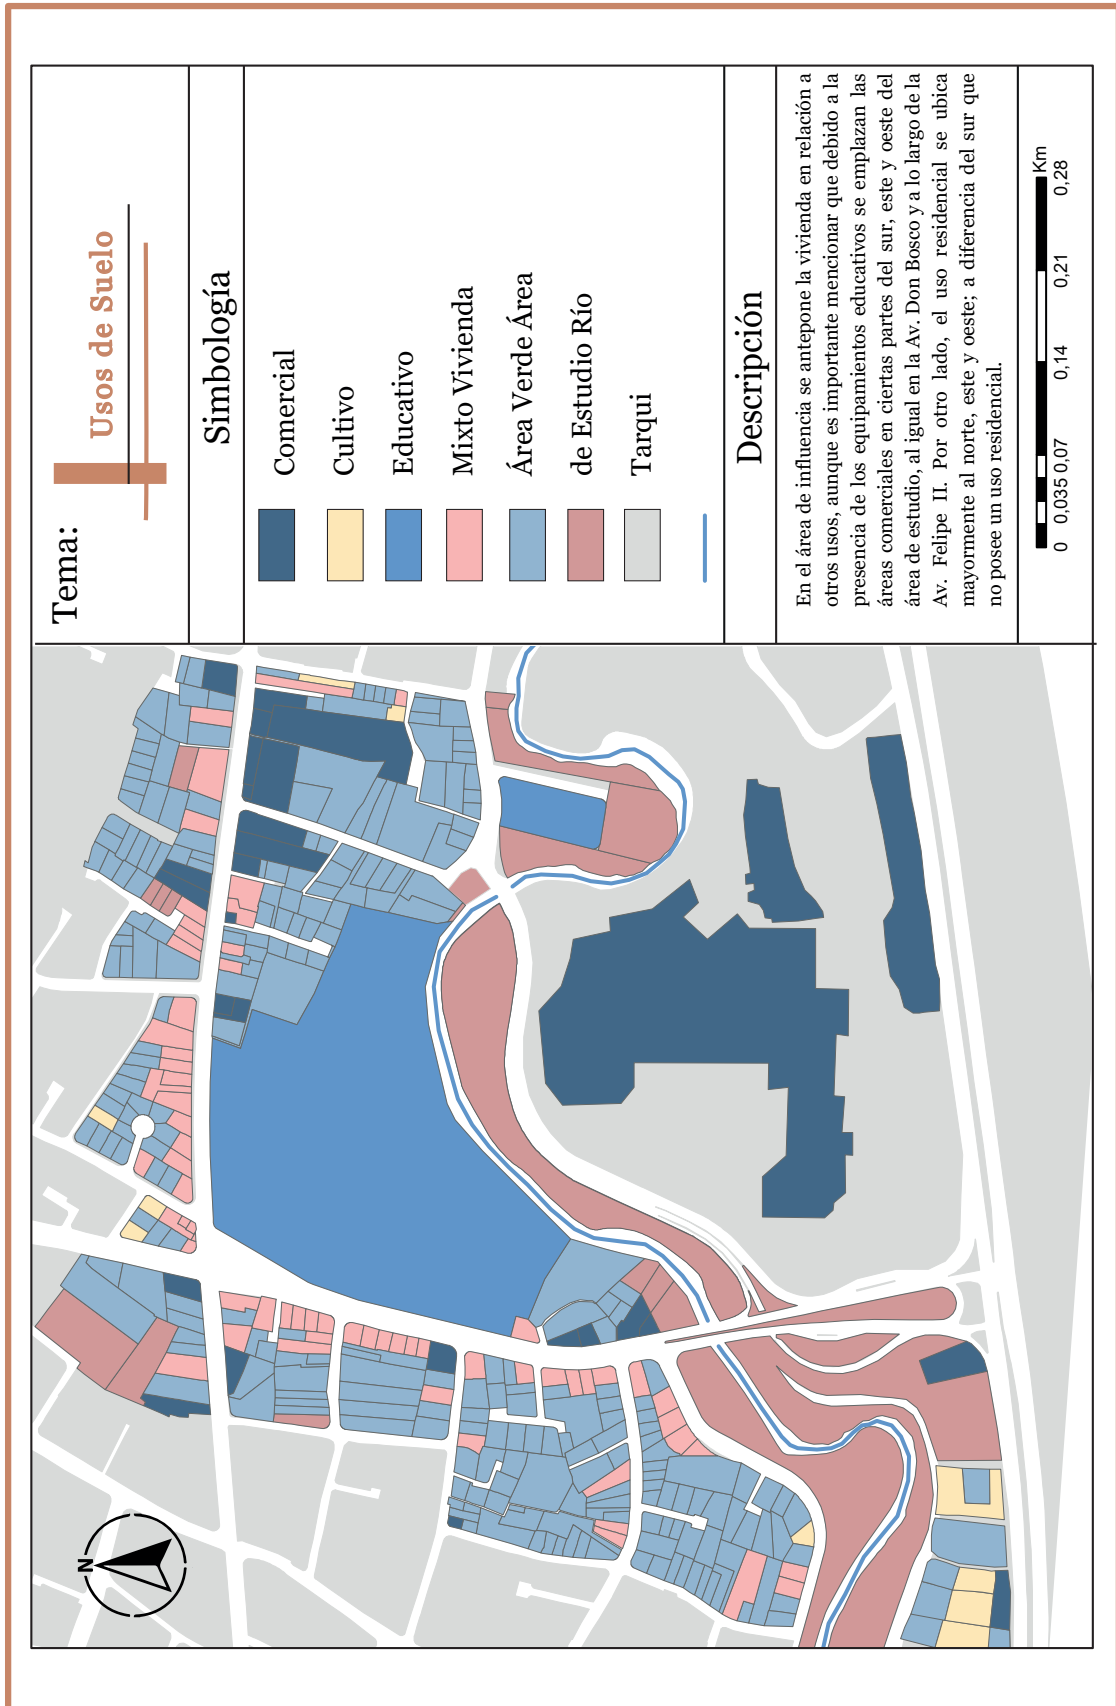 Tema:
Usos de Suelo
Simbología
Comercial
Cultivo
Educativo
Mixto Vivienda
Área Verde Área
de Estudio Río
Tarqui
Descripción
En el área de influencia se antepone la vivienda en relación a
otros usos, aunque es importante mencionar que debido a la
presencia de los equipamientos educativos se emplazan las
áreas comerciales en ciertas partes del sur, este y oeste del
área de estudio, al igual en la Av. Don Bosco y a lo largo de la
Av. Felipe II. Por otro lado, el uso residencial se ubica
mayormente al norte, este y oeste; a diferencia del sur que
no posee un uso residencial.
Km
0 0,035 0,07 0,14 0,21 0,28
N